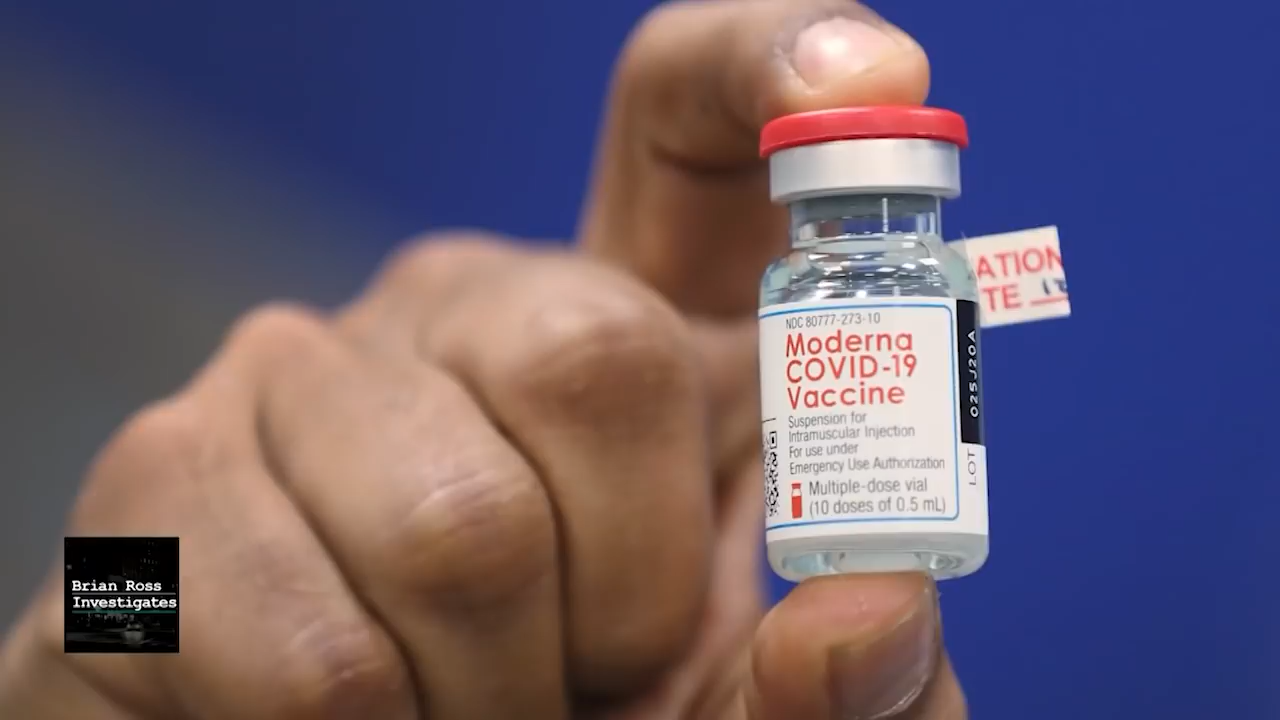 NDC 80777-273-10
Moderna
COVID-19
Vaccine
Suspension for
Intramuscular Injection
For use under
Emergency Use Authorization
Multiple-dose vial
(10 doses of 0.5 mL)
LOT 025J20A
ATION
TE
Brian Ross
Investigates